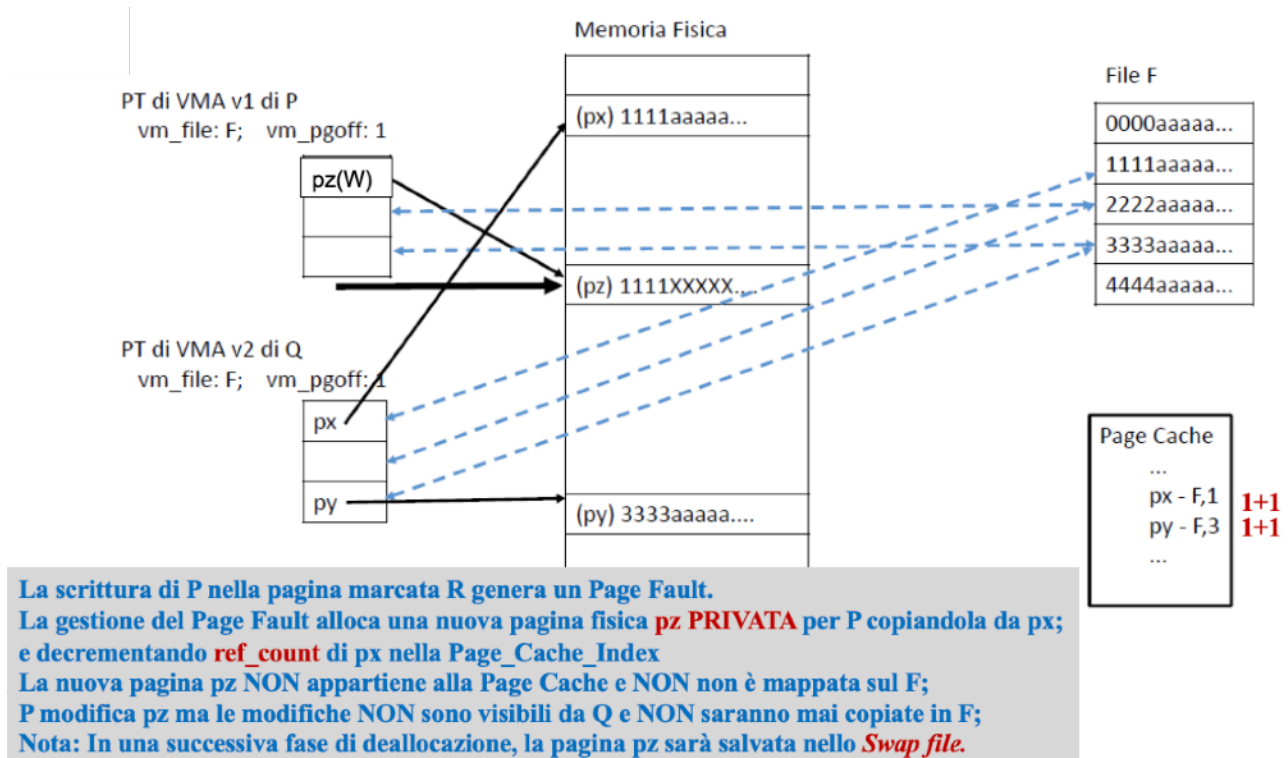 Memoria Fisica
File F
PT di VMA v1 di P
vm_file: F; vm_pgoff: 1
pz(W)
(px) 1111aaaaa...
(pz) 1111XXXXX....
(py) 3333aaaaa....
0000aaaaa...
1111aaaaa...
2222aaaaa...
3333aaaaa...
4444aaaaa...
PT di VMA v2 di Q
vm_file: F; vm_pgoff: 1
px
py
Page Cache
...
px - F,1 1+1
py - F,3 1+1
...
La scrittura di P nella pagina marcata R genera un Page Fault.
La gestione del Page Fault alloca una nuova pagina fisica pz PRIVATA per P copiandola da px;
e decrementando ref_count di px nella Page_Cache_Index
La nuova pagina pz NON appartiene alla Page Cache e NON non è mappata sul F;
P modifica pz ma le modifiche NON sono visibili da Q e NON saranno mai copiate in F;
Nota: In una successiva fase di deallocazione, la pagina pz sarà salvata nello Swap file.